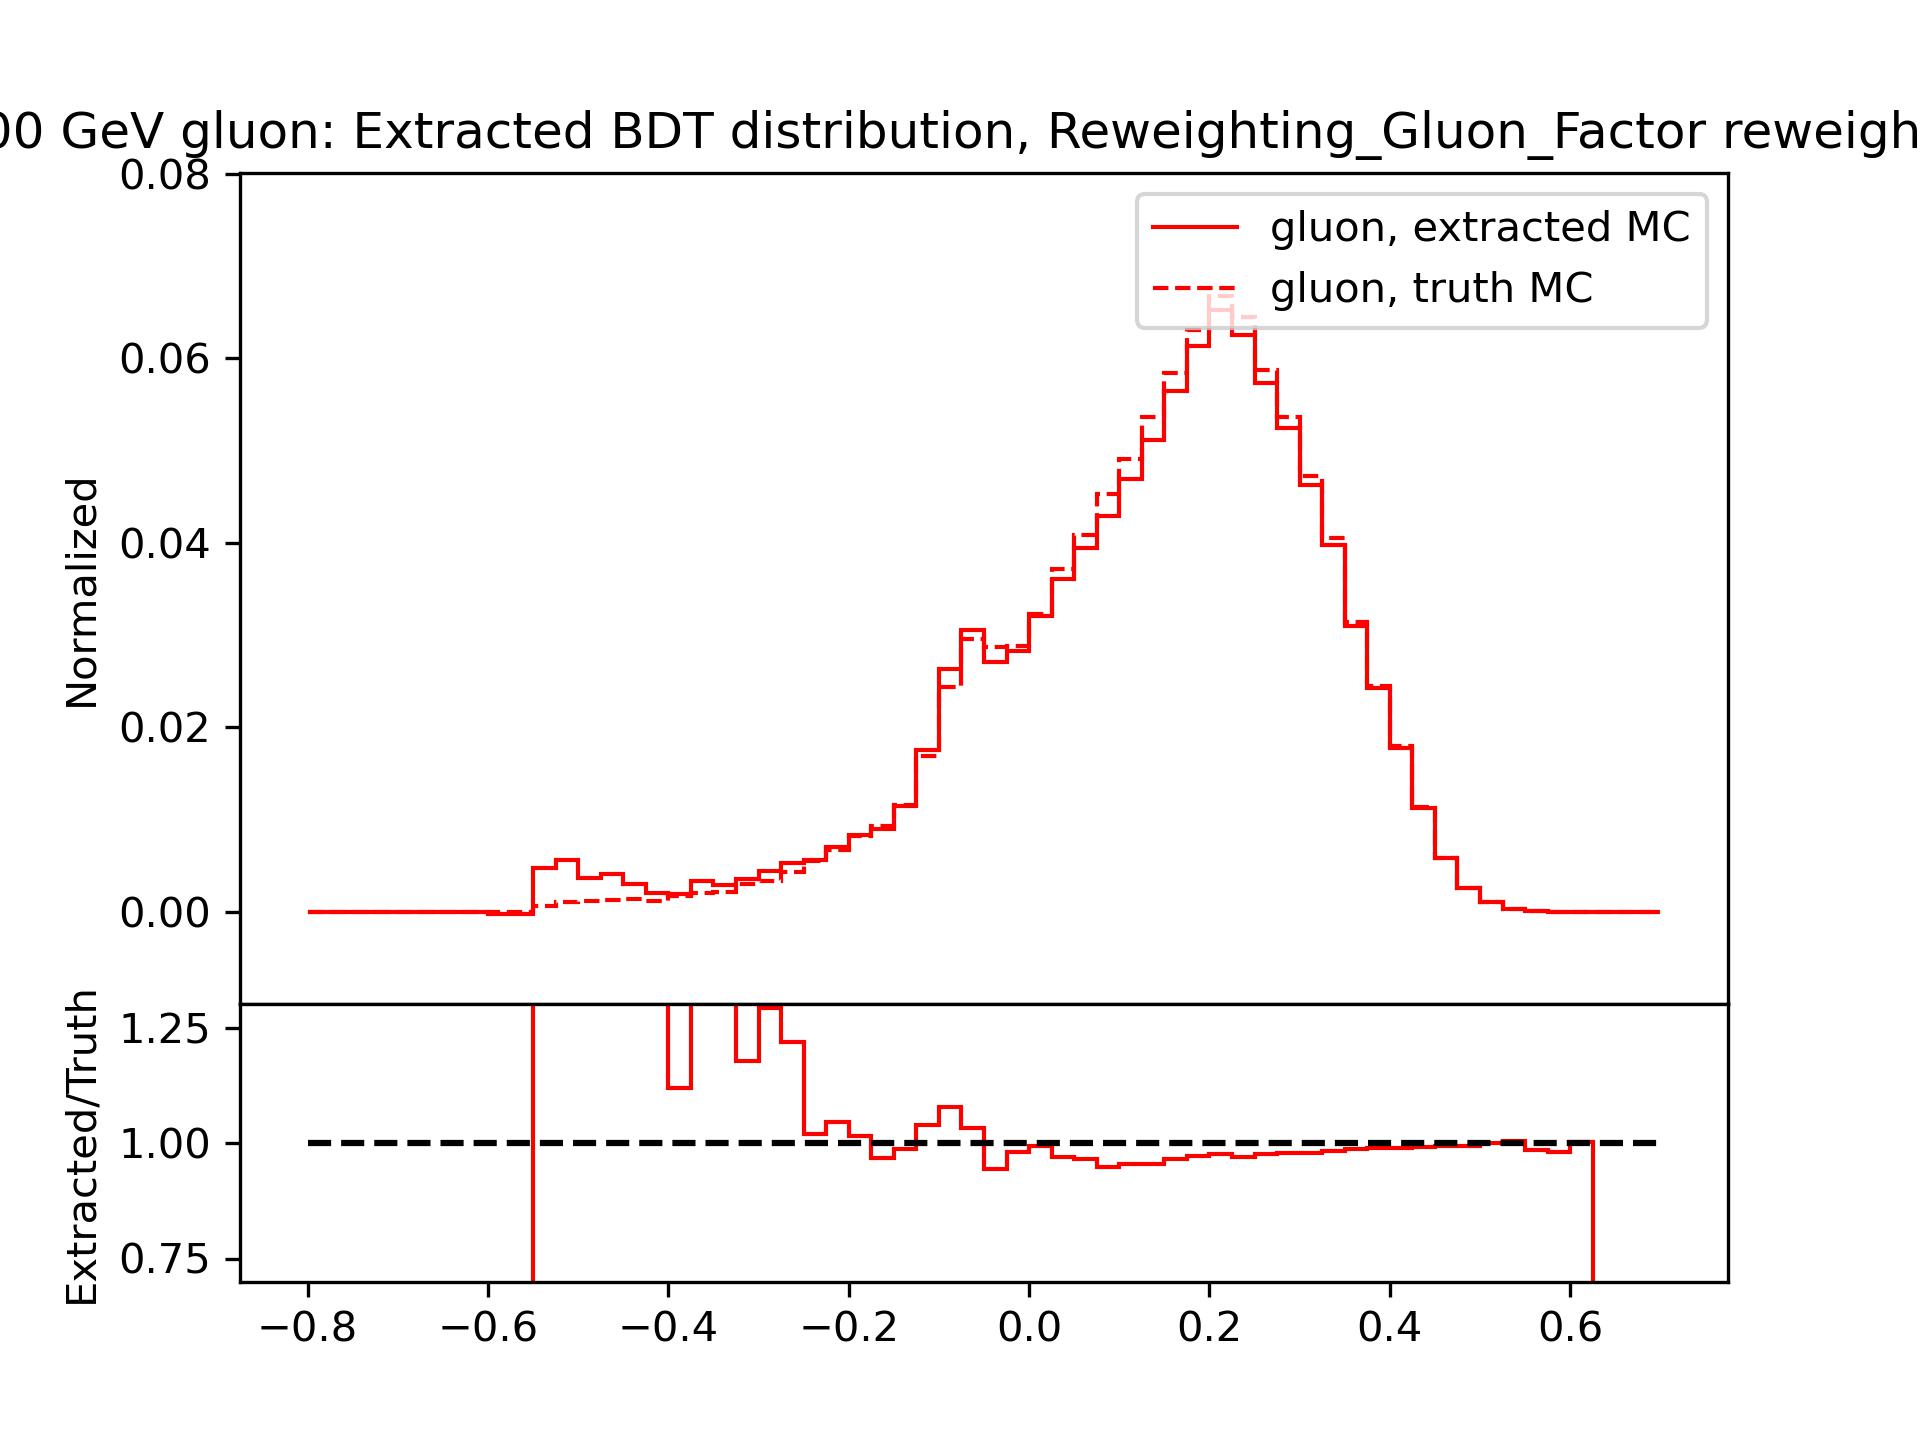 00 GeV gluon: Extracted BDT distribution, Reweighting_Gluon_Factor reweigh
0.08
gluon, extracted MC
gluon, truth MC
0.06
0.04
0.02
0.00
Normalized
1.25
1.00
0.75
Extracted/Truth
−0.8 −0.6 −0.4 −0.2 0.0 0.2 0.4 0.6